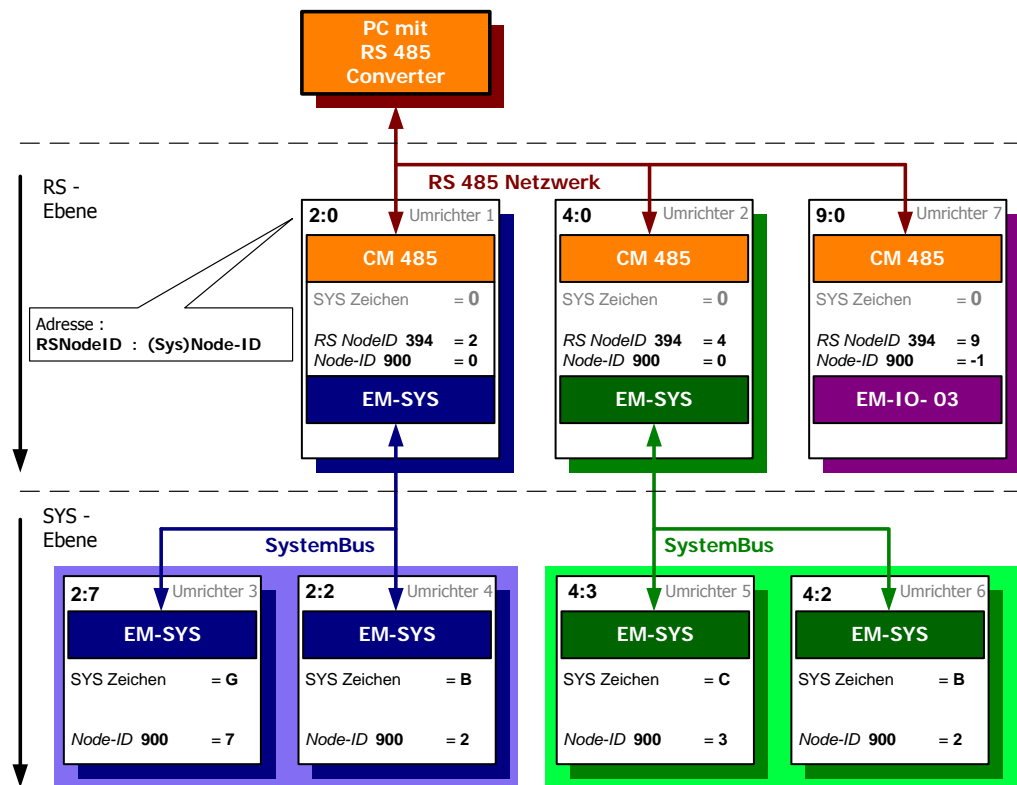 PC mit
RS 485
Converter
RS -
Ebene
RS 485 Netzwerk
2:0 Umrichter 1
CM 485
SYS Zeichen = 0
RS NodeID 394 = 2
Node-ID 900 = 0
EM-SYS
4:0 Umrichter 2
CM 485
SYS Zeichen = 0
RS NodeID 394 = 4
Node-ID 900 = 0
EM-SYS
9:0 Umrichter 7
CM 485
SYS Zeichen = 0
RS NodeID 394 = 9
Node-ID 900 = -1
EM-IO- 03
Adresse :
RSNodeID : (Sys)Node-ID
SYS -
Ebene
SystemBus
SystemBus
2:7 Umrichter 3
EM-SYS
SYS Zeichen = G
Node-ID 900 = 7
2:2 Umrichter 4
EM-SYS
SYS Zeichen = B
Node-ID 900 = 2
4:3 Umrichter 5
EM-SYS
SYS Zeichen = C
Node-ID 900 = 3
4:2 Umrichter 6
EM-SYS
SYS Zeichen = B
Node-ID 900 = 2